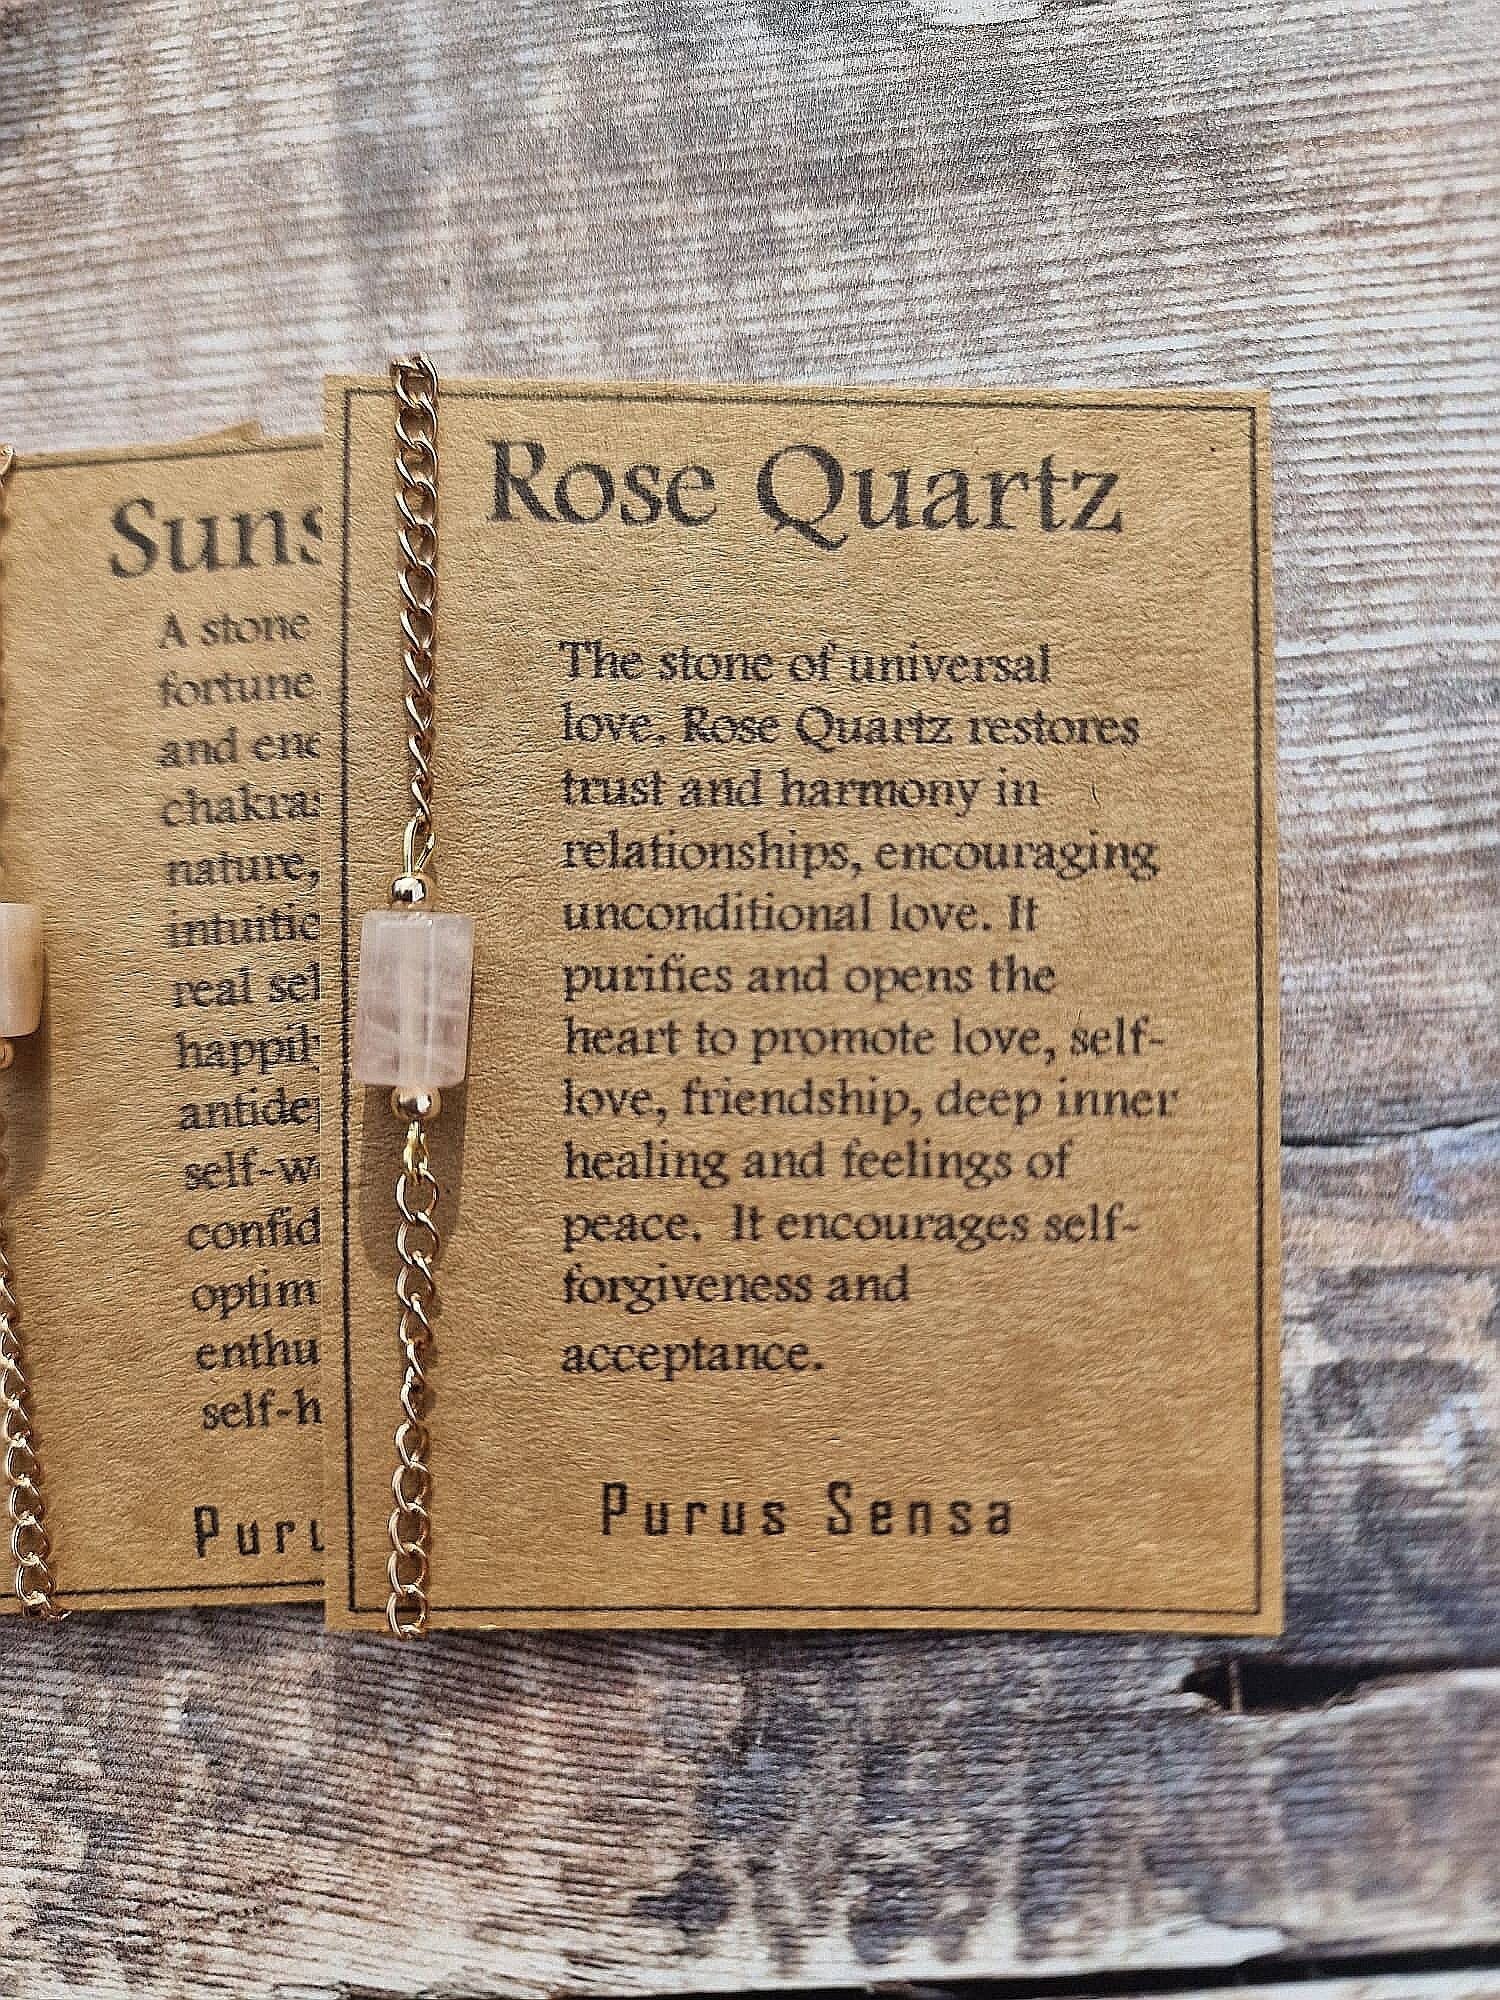 Rose Quartz
The stone of universal
love, Rose Quartz restores
trust and harmony in
relationships, encouraging
unconditional love. It
purifies and opens the
heart to promote love, self-
love, friendship, deep inner
healing and feelings of
peace. It encourages self-
forgiveness and
acceptance.
Purus Sensa
Suns
A stone
fortune
and ene
chakras
nature,
intuitio
real sel
happil
antide
self-w
confid
optim
enthu
self-h
Puru